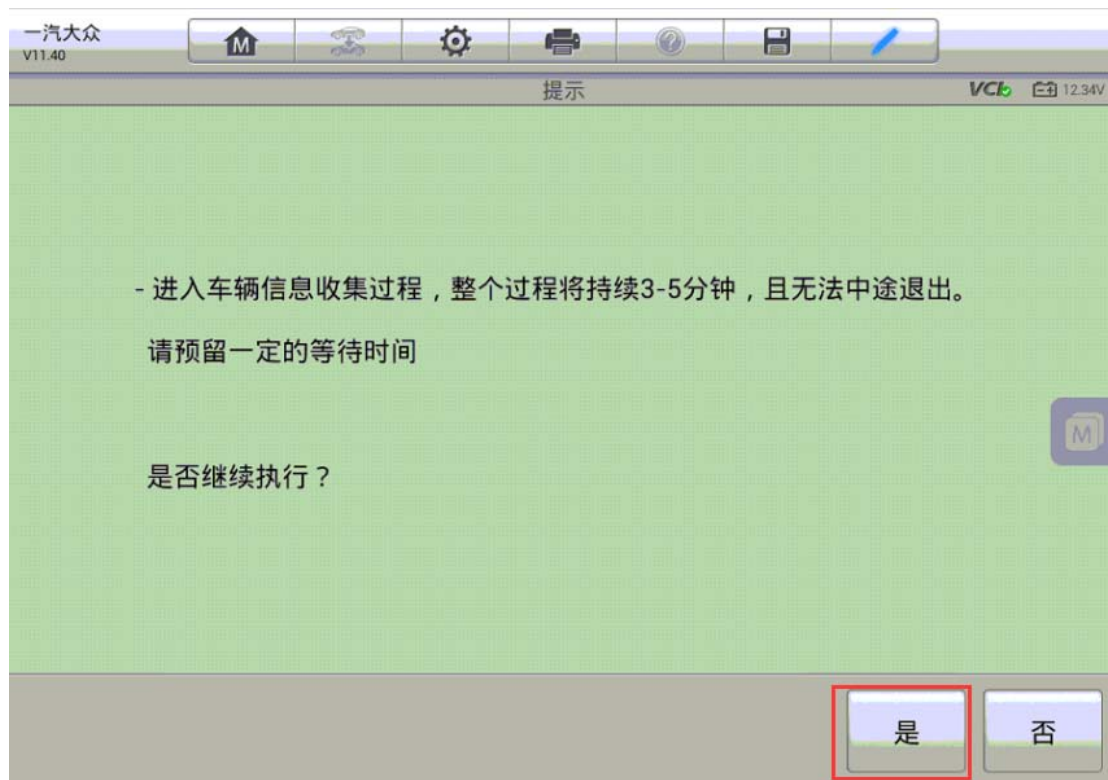 一汽大众
V11.40
M
提示
VCI
12.34V
- 进入车辆信息收集过程，整个过程将持续3-5分钟，且无法中途退出。
请预留一定的等待时间
M
是否继续执行？
是
否